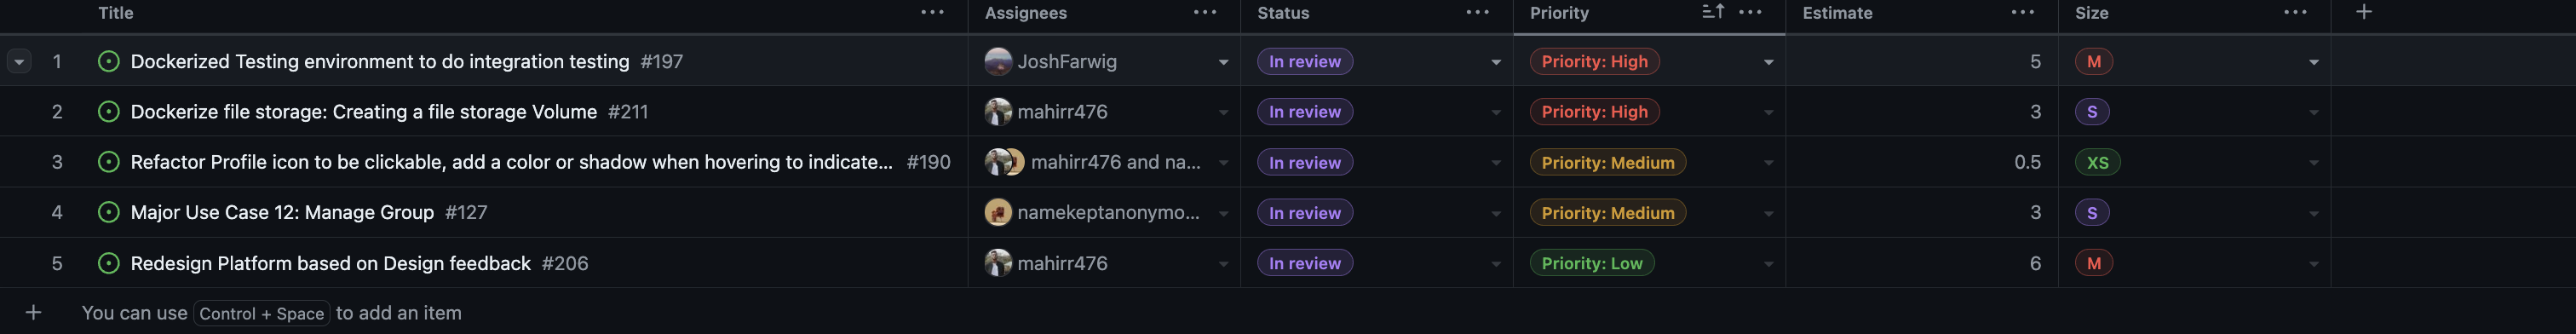 Title ... Assignees ... Status ... Priority ... Estimate ... Size ... +
1 Dockerized Testing environment to do integration testing #197 JoshFarwig In review Priority: High 5 M
2 Dockerize file storage: Creating a file storage Volume #211 mahirr476 In review Priority: High 3 S
3 Refactor Profile icon to be clickable, add a color or shadow when hovering to indicate... #190 mahirr476 and na... In review Priority: Medium 0.5 XS
4 Major Use Case 12: Manage Group #127 namekeptanonymo... In review Priority: Medium 3 S
5 Redesign Platform based on Design feedback #206 mahirr476 In review Priority: Low 6 M
+ You can use Control + Space to add an item